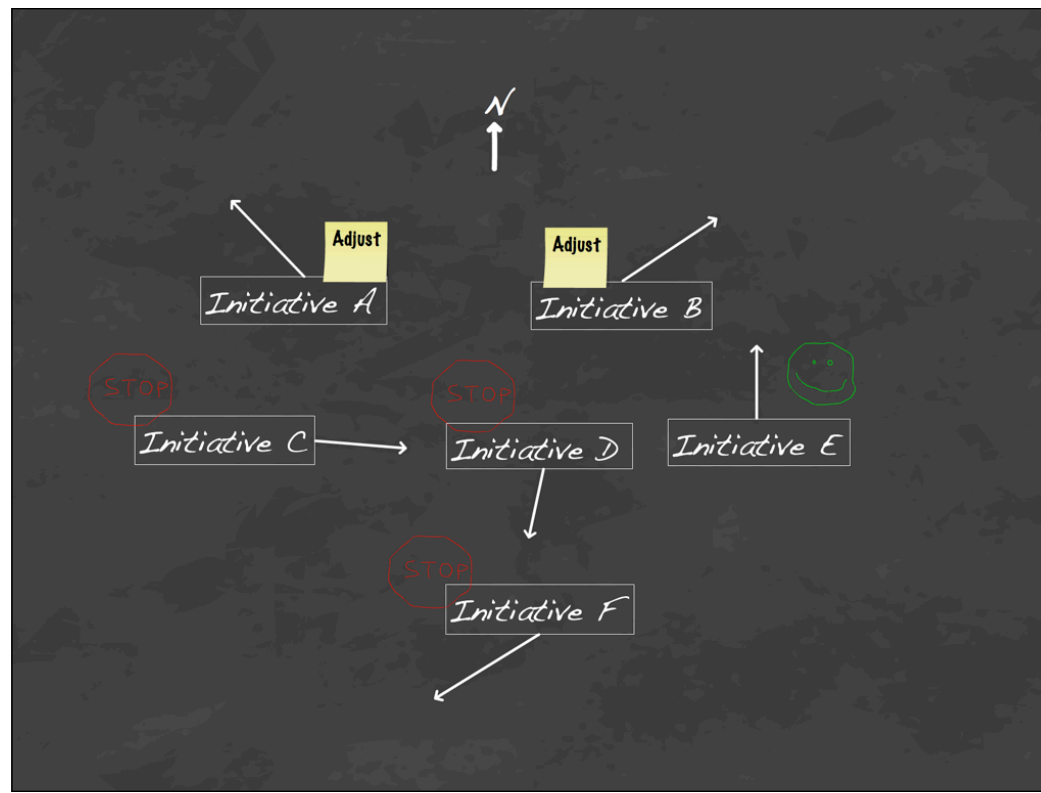 N
Adjust
Adjust
Initiative A
Initiative B
STOP
STOP
Initiative C
Initiative D
Initiative E
STOP
Initiative F